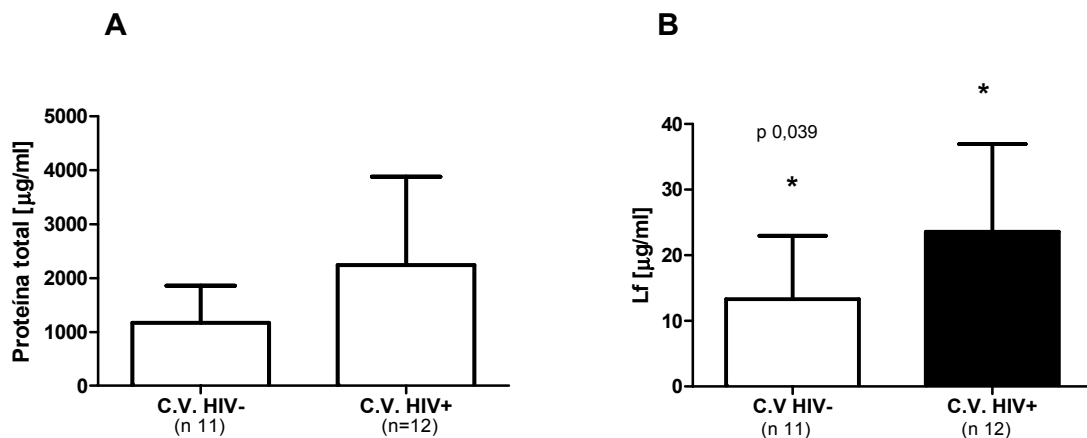 A
Proteína total [µg/ml]
5000
4000
3000
2000
1000
0
C.V. HIV-
(n 11)
C.V. HIV+
(n=12)
B
Lf [µg/ml]
40
30
20
10
0
p 0,039
*
*
C.V HIV-
(n 11)
C.V. HIV+
(n 12)